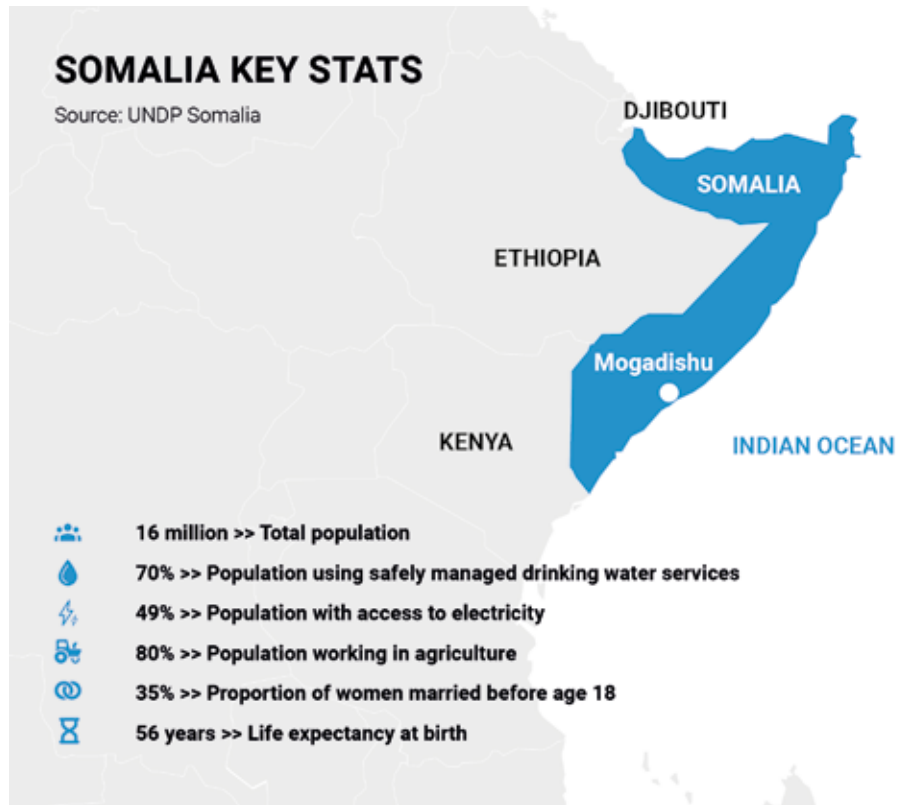 SOMALIA KEY STATS
Source: UNDP Somalia
DJIBOUTI
SOMALIA
ETHIOPIA
Mogadishu
KENYA
INDIAN OCEAN
16 million >> Total population
70% >> Population using safely managed drinking water services
49% >> Population with access to electricity
80% >> Population working in agriculture
35% >> Proportion of women married before age 18
56 years >> Life expectancy at birth